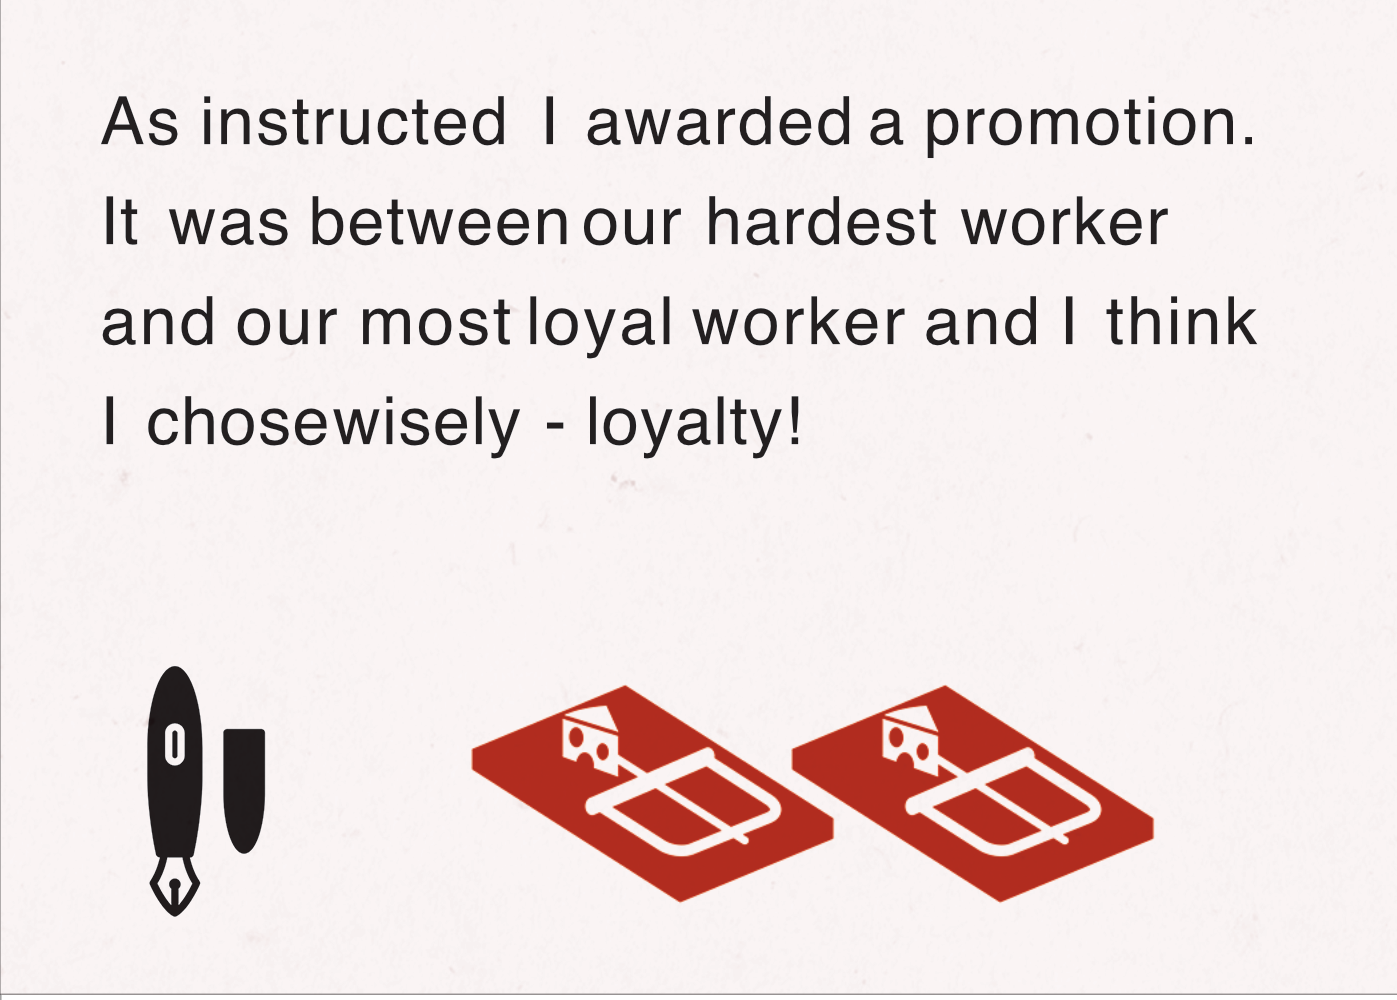 As instructed I awarded a promotion.
It was between our hardest worker
and our most loyal worker and I think
I chosewisely - loyalty!